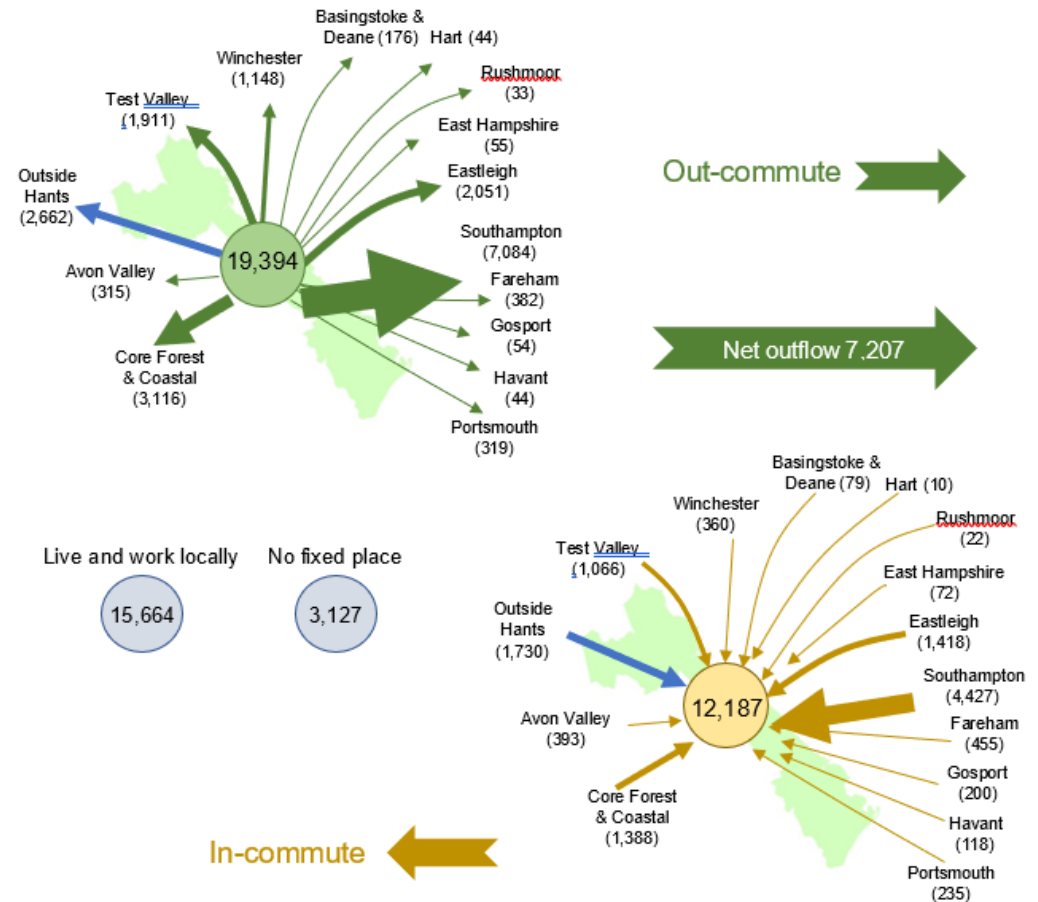 Basingstoke &
Deane (176)
Hart (44)
Winchester
(1,148)
Rushmoor
(33)
Test Valley
(1,911)
East Hampshire
(55)
Outside
Hants
(2,662)
Eastleigh
(2,051)
Out-commute
Southampton
(7,084)
19,394
Avon Valley
(315)
Fareham
(382)
Gosport
(54)
Core Forest
& Coastal
(3,116)
Net outflow 7,207
Havant
(44)
Portsmouth
(319)
Live and work locally
15,664
No fixed place
3,127
Basingstoke &
Deane (79)
Hart (10)
Winchester
(360)
Rushmoor
(22)
Test Valley
(1,066)
East Hampshire
(72)
Outside
Hants
(1,730)
Eastleigh
(1,418)
Southampton
(4,427)
12,187
Avon Valley
(393)
Fareham
(455)
Gosport
(200)
Core Forest
& Coastal
(1,388)
Havant
(118)
In-commute
Portsmouth
(235)